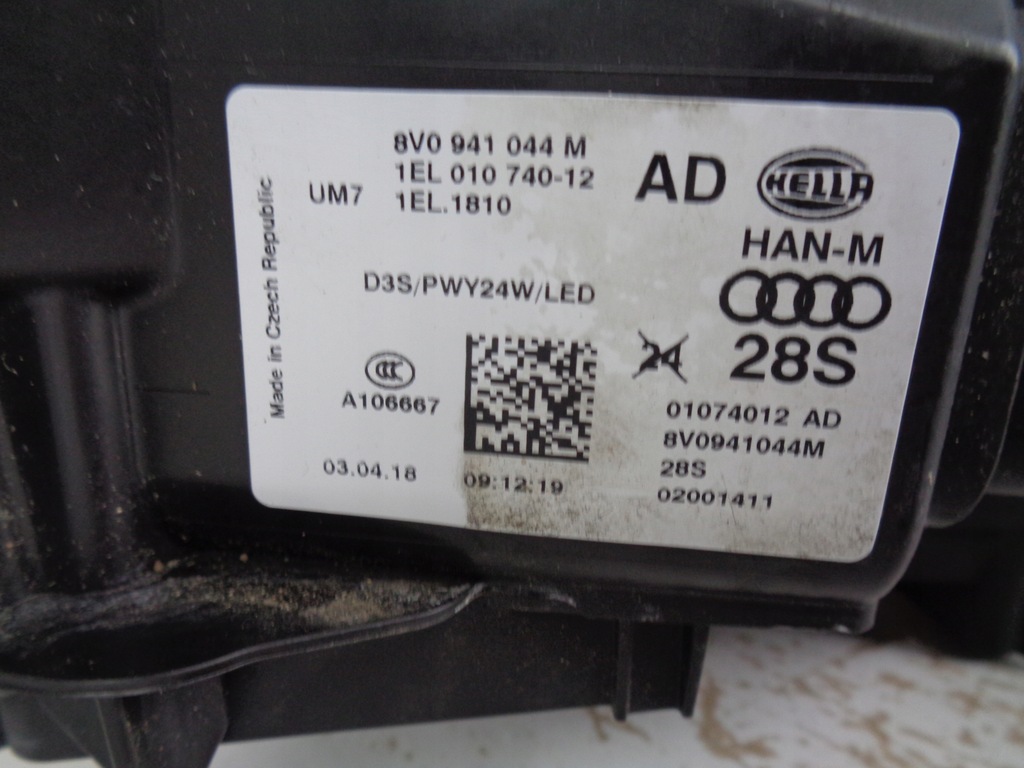 8V0 941 044 M
1EL 010 740-12
UM7
1EL.1810
AD
HELLA
HAN-M
Made in Czech Republic
D3S/PWY24W/LED
24
28S
CCC
A106667
01074012 AD
8V0941044M
28S
03.04.18
09:12:19
02001411